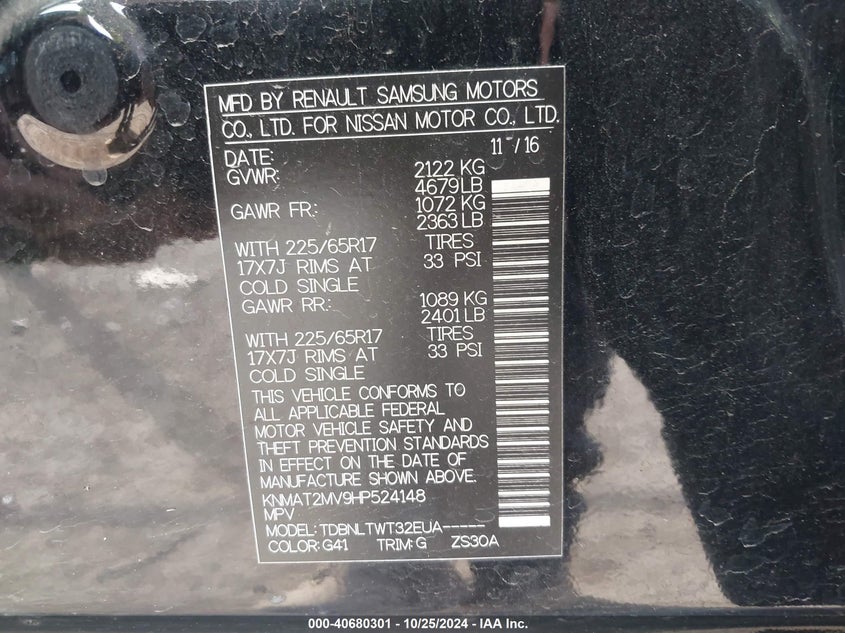 MFD BY RENAULT SAMSUNG MOTORS
CO., LTD. FOR NISSAN MOTOR CO., LTD.
DATE: 11 / 16
GVWR: 2122 KG
4679 LB
GAWR FR: 1072 KG
2363 LB
WITH 225/65R17 TIRES
17X7J RIMS AT 33 PSI
COLD SINGLE
GAWR RR: 1089 KG
2401 LB
WITH 225/65R17 TIRES
17X7J RIMS AT 33 PSI
COLD SINGLE
THIS VEHICLE CONFORMS TO
ALL APPLICABLE FEDERAL
MOTOR VEHICLE SAFETY AND
THEFT PREVENTION STANDARDS
IN EFFECT ON THE DATE OF
MANUFACTURE SHOWN ABOVE.
KNMAT2MV9HP524148
MPV
MODEL: TDBNLTWT32EUA-----
COLOR: G41 TRIM: G ZS30A
000-40680301 - 10/25/2024 - IAA Inc.